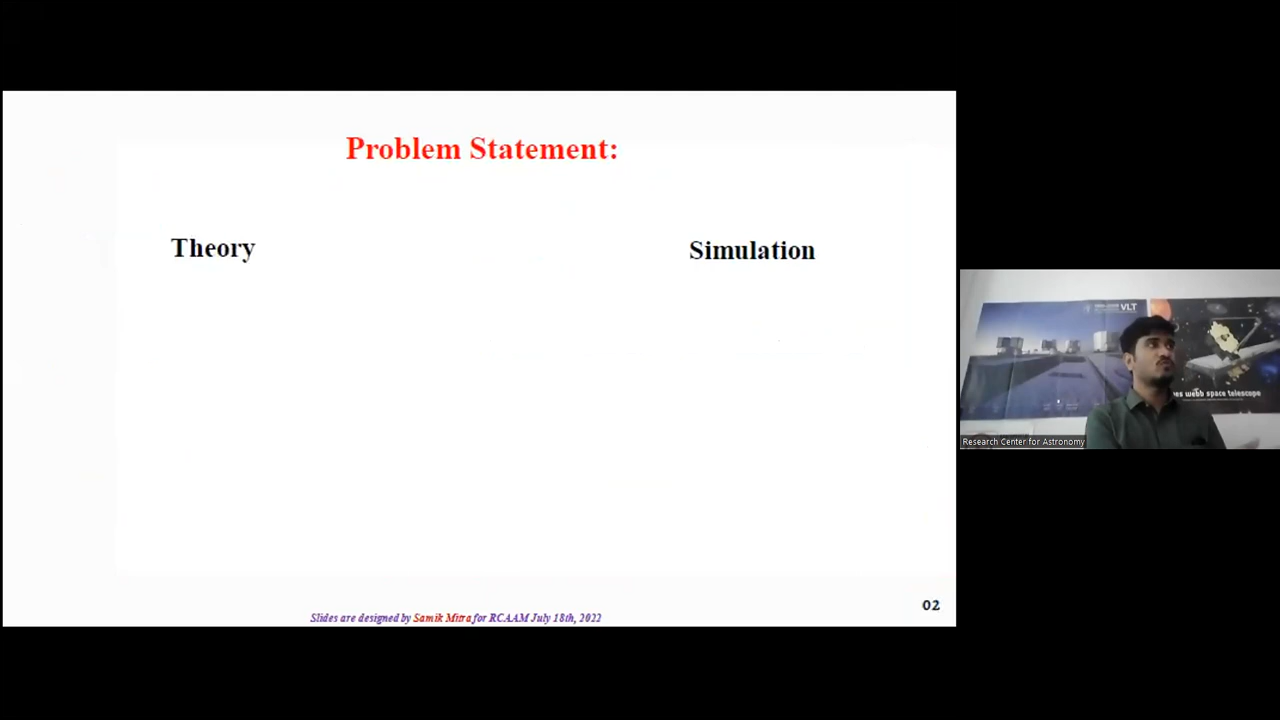 Problem Statement:
Theory
Simulation
VLT
es webb space telescope
Research Center for Astronomy
Slides are designed by Samik Mitra for RCAAM July 18th, 2022
02